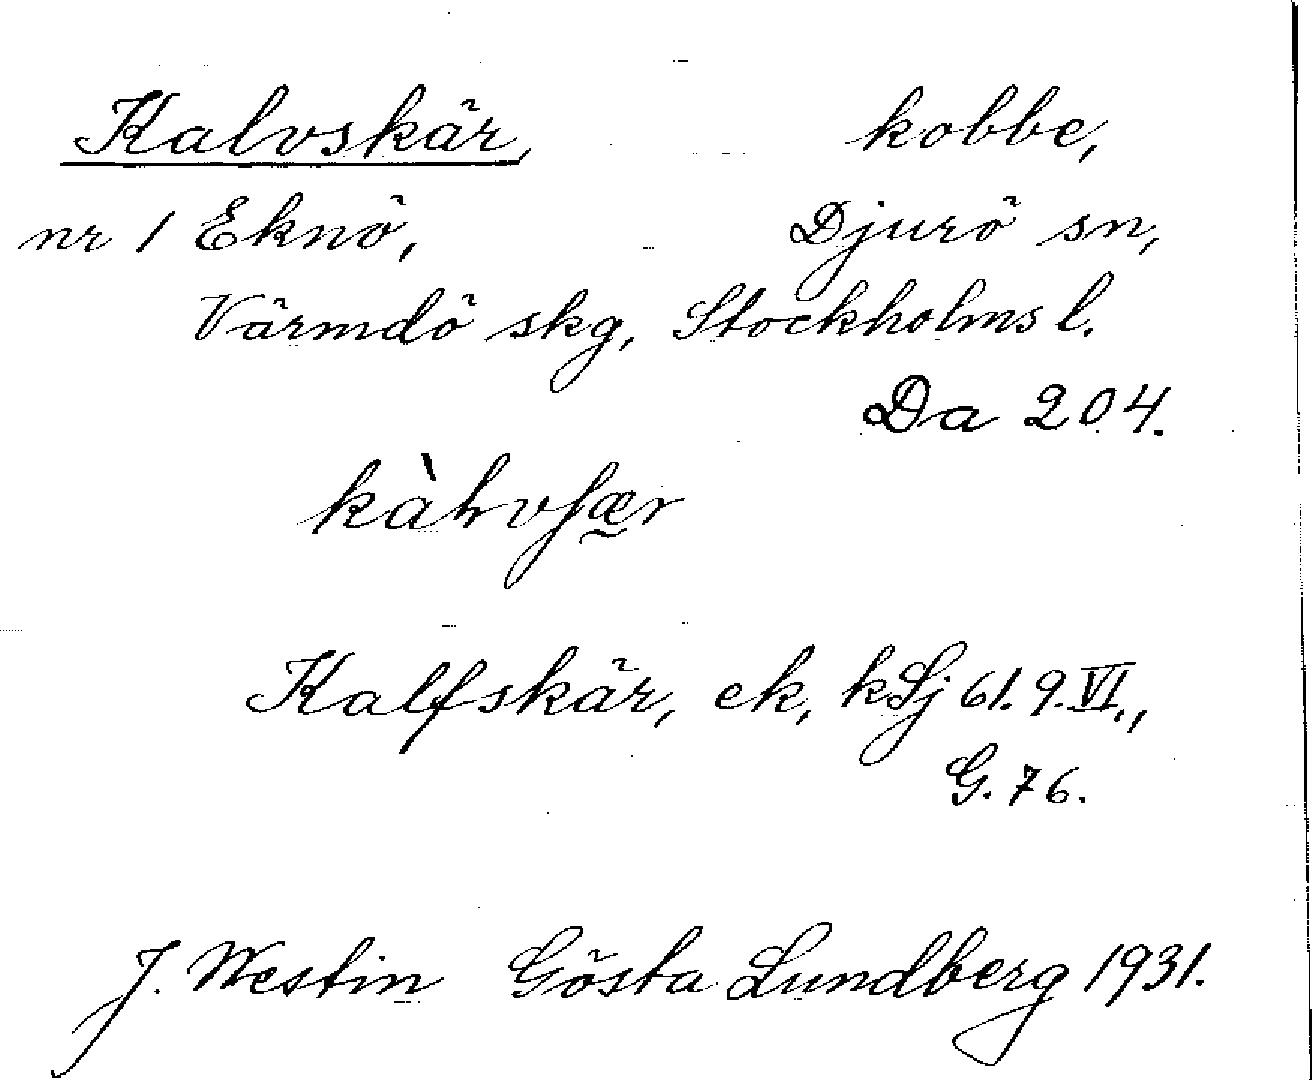 Kalvskär, kobbe,
nr 1 Eknö, Djurö sn,
Värmdö skg, Stockholms l.
Da 204.
Kalfskär, ek, kSj 61.9.VI.,
G. 76.
J. Westin Gösta Lundberg 1931.